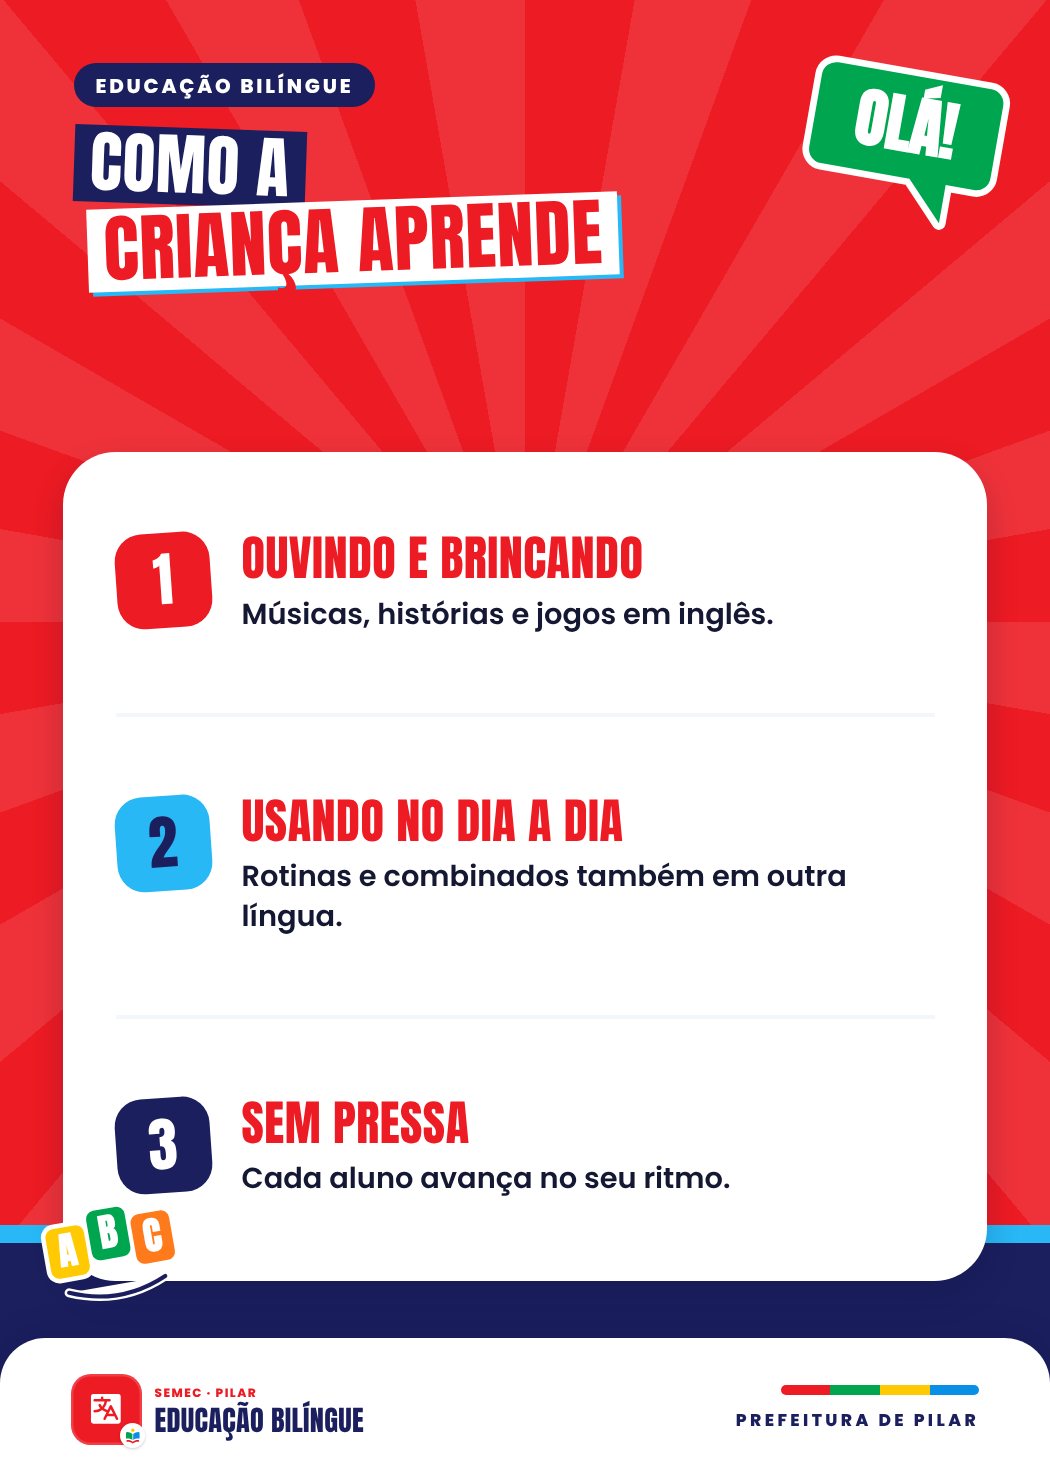 EDUCAÇÃO BILÍNGUE
OLÁ!
COMO A
CRIANÇA APRENDE
1
OUVINDO E BRINCANDO
Músicas, histórias e jogos em inglês.
2
USANDO NO DIA A DIA
Rotinas e combinados também em outra
língua.
3
SEM PRESSA
Cada aluno avança no seu ritmo.
A B C
文A
SEMEC · PILAR
EDUCAÇÃO BILÍNGUE
PREFEITURA DE PILAR